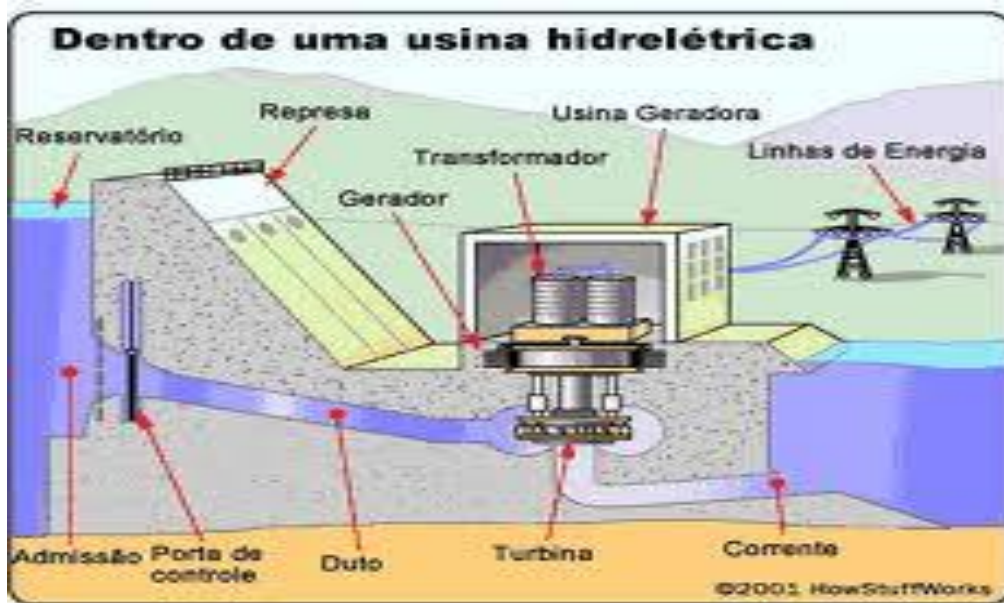 Dentro de uma usina hidrelétrica
Represa
Usina Geradora
Reservatório
Transformador
Linhas de Energia
Gerador
Admissão
Porta de
controle
Duto
Turbina
Corrente
©2001 HowStuffWorks